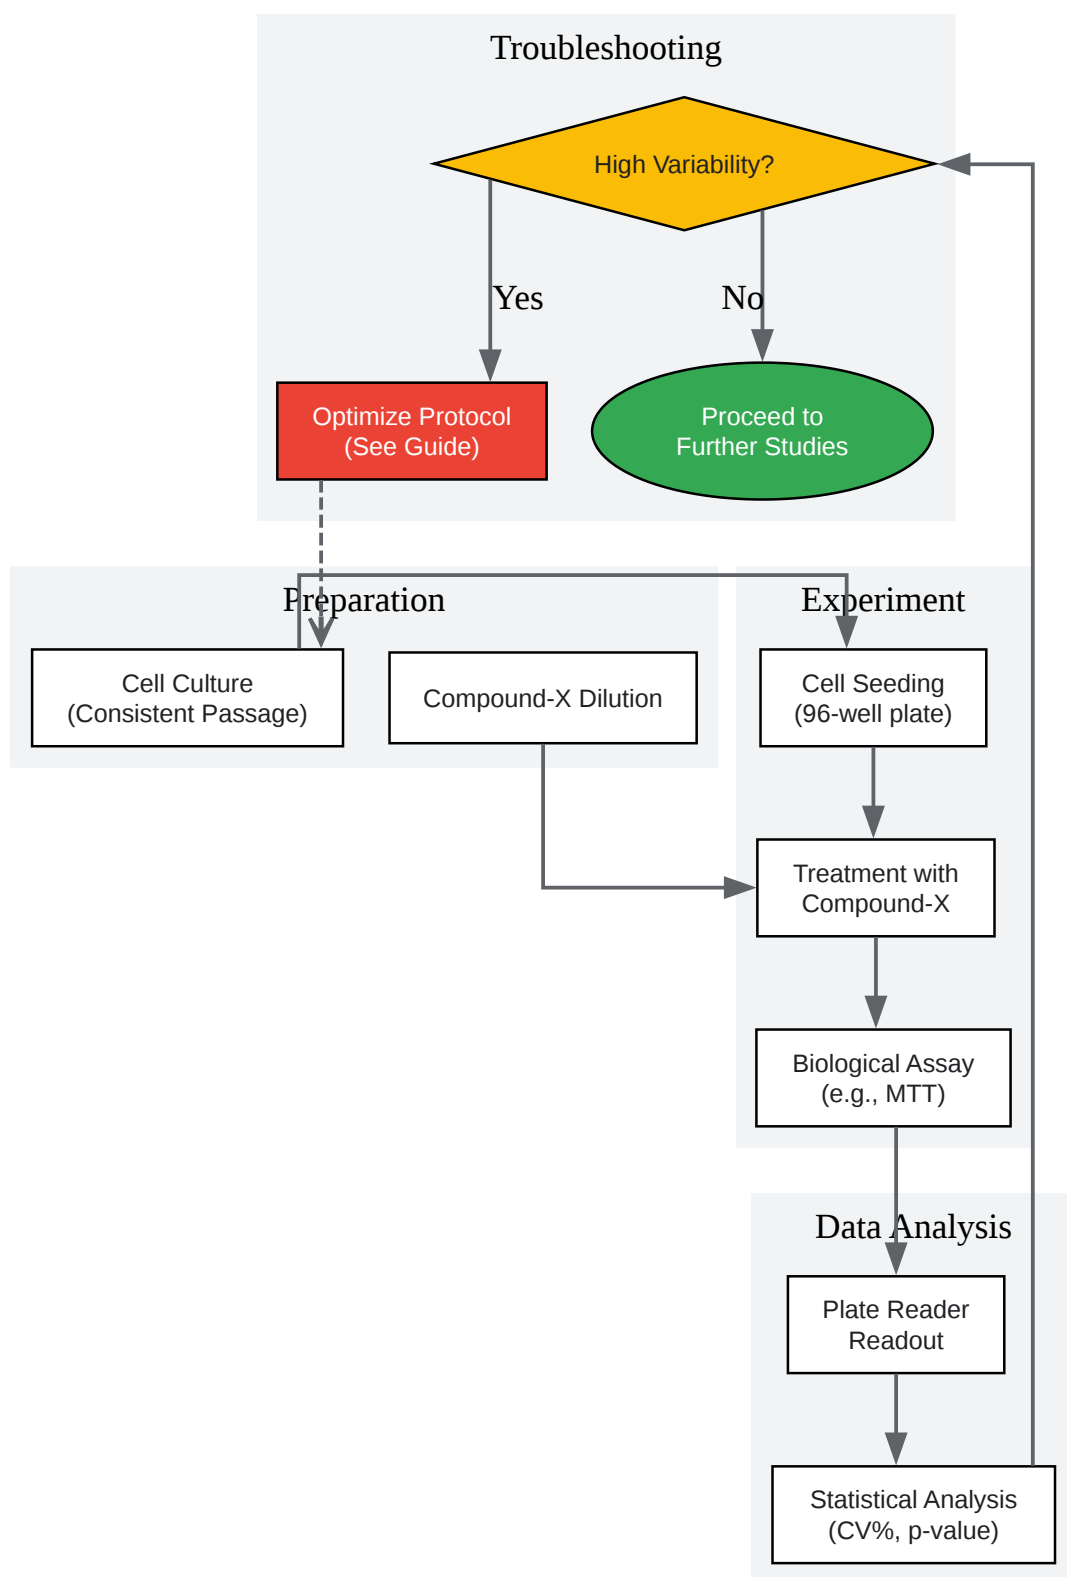 Troubleshooting
High Variability?
Yes
No
Optimize Protocol
(See Guide)
Proceed to
Further Studies
Preparation
Experiment
Cell Culture
(Consistent Passage)
Compound-X Dilution
Cell Seeding
(96-well plate)
Treatment with
Compound-X
Biological Assay
(e.g., MTT)
Data Analysis
Plate Reader
Readout
Statistical Analysis
(CV%, p-value)